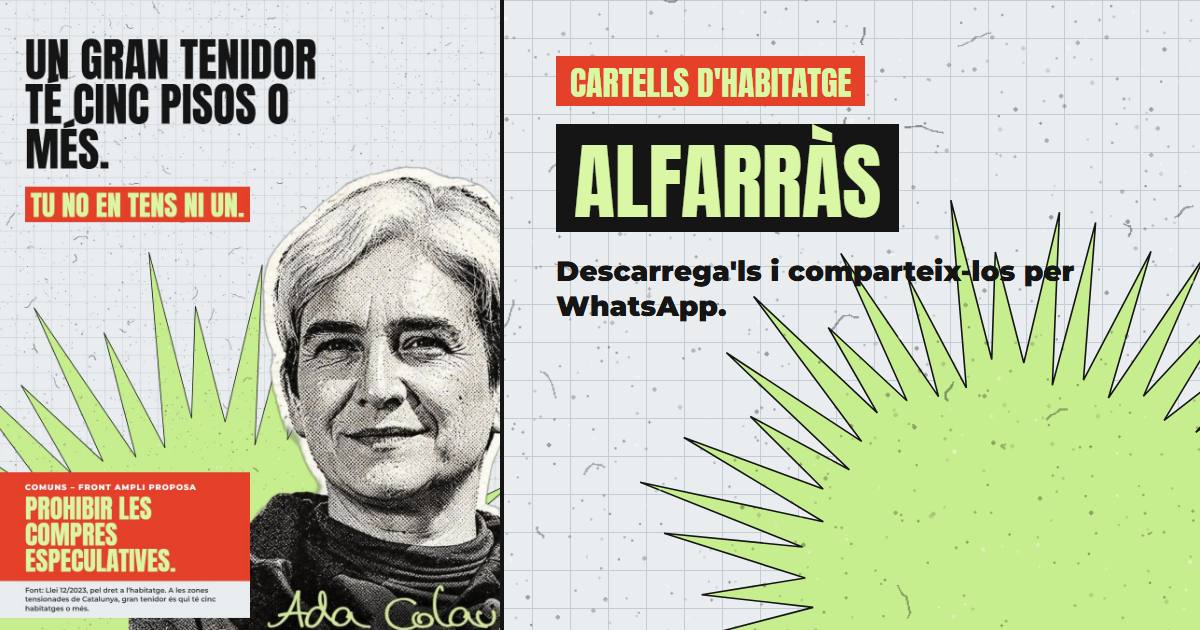 UN GRAN TENIDOR
TÉ CINC PISOS O
MÉS.
TU NO EN TENS NI UN.
COMUNS – FRONT AMPLI PROPOSA
PROHIBIR LES
COMPRES
ESPECULATIVES.
Font: Llei 12/2023, pel dret a l'habitatge. A les zones
tensionades de Catalunya, gran tenidor és qui té cinc
habitatges o més.
Ada Colau
CARTELLS D'HABITATGE
ALFARRÀS
Descarrega'ls i comparteix-los per
WhatsApp.